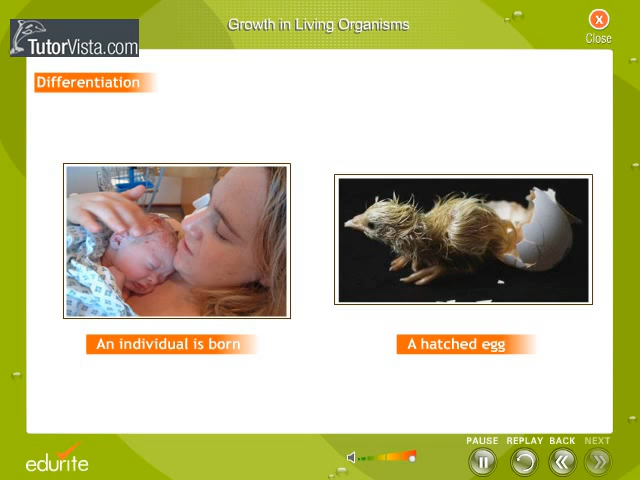 Growth in Living Organisms
X
Close
TutorVista.com
Differentiation
An individual is born
A hatched egg
PAUSE REPLAY BACK NEXT
edurite